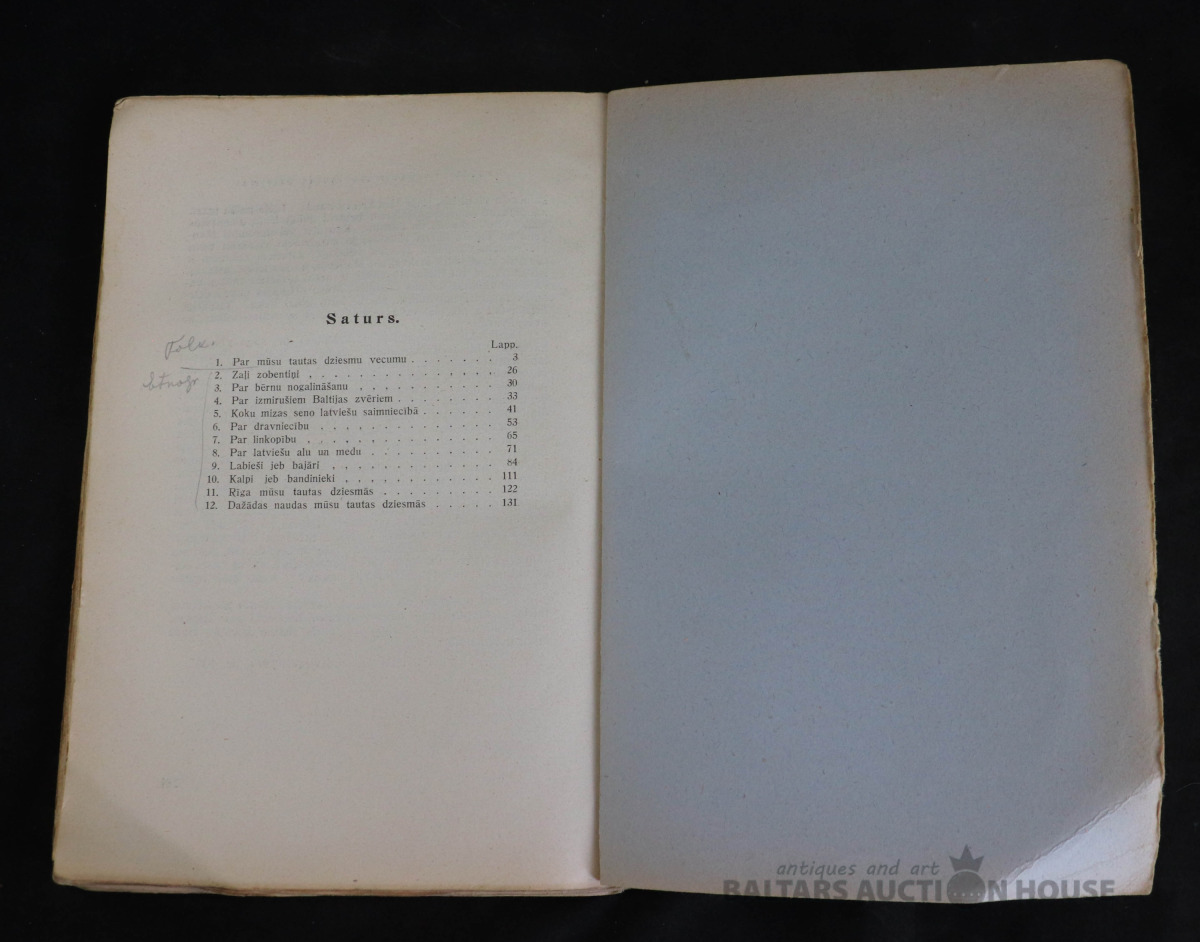 Saturs.
Lapp.
1. Par mūsu tautas dziesmu vecumu . . . . . . . 3
2. Zaļi zobentiņi . . . . . . . . . . . . . . . 26
3. Par bērnu nogalināšanu . . . . . . . . . . . 30
4. Par izmirušiem Baltijas zvēriem . . . . . . . . 33
5. Koku mizas seno latviešu saimniecībā . . . . . . 41
6. Par dravniecību . . . . . . . . . . . . . . 53
7. Par linkopību . . . . . . . . . . . . . . . 65
8. Par latviešu alu un medu . . . . . . . . . . 71
9. Labieši jeb bajāri . . . . . . . . . . . . . 84
10. Kalpi jeb bandinieki . . . . . . . . . . . . 111
11. Rīga mūsu tautas dziesmās . . . . . . . . . 122
12. Dažādas naudas mūsu tautas dziesmās . . . . . 131
antiques and art
BALTARS AUCTION HOUSE